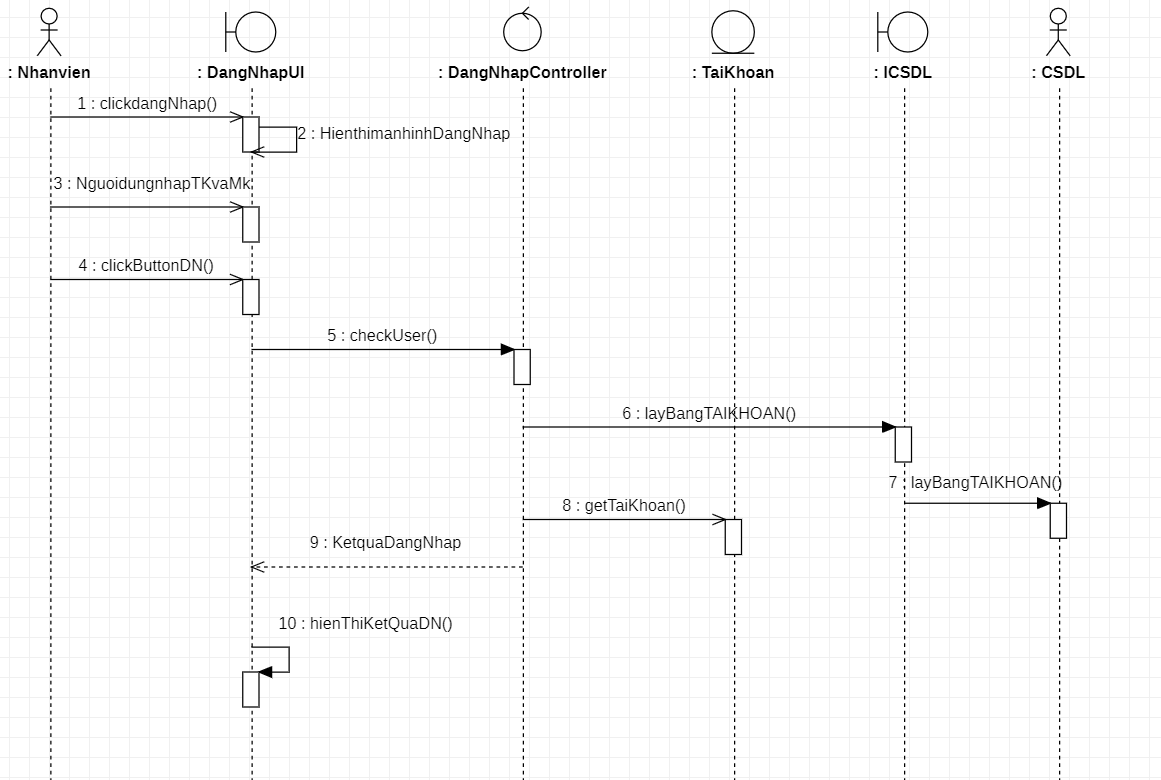 : Nhanvien
: DangNhapUI
: DangNhapController
: TaiKhoan
: ICSDL
: CSDL
1 : clickdangNhap()
2 : HienthimanhinhDangNhap
3 : NguoidungnhapTKvaMk
4 : clickButtonDN()
5 : checkUser()
6 : layBangTAIKHOAN()
7 : layBangTAIKHOAN()
8 : getTaiKhoan()
9 : KetquaDangNhap
10 : hienThiKetQuaDN()